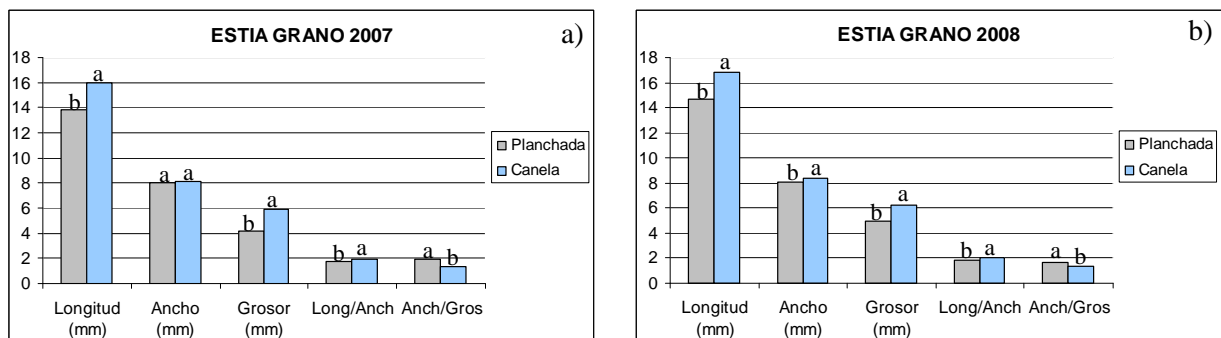 ESTIA GRANO 2007
a)
18
16
14
12
10
8
6
4
2
0
b
a
a
a
b
a
b
a
a
b
Longitud
(mm)
Ancho
(mm)
Grosor
(mm)
Long/Anch
Anch/Gros
Planchada
Canela
ESTIA GRANO 2008
b)
18
16
14
12
10
8
6
4
2
0
b
a
b
a
b
a
b
a
a
b
Longitud
(mm)
Ancho
(mm)
Grosor
(mm)
Long/Anch
Anch/Gros
Planchada
Canela